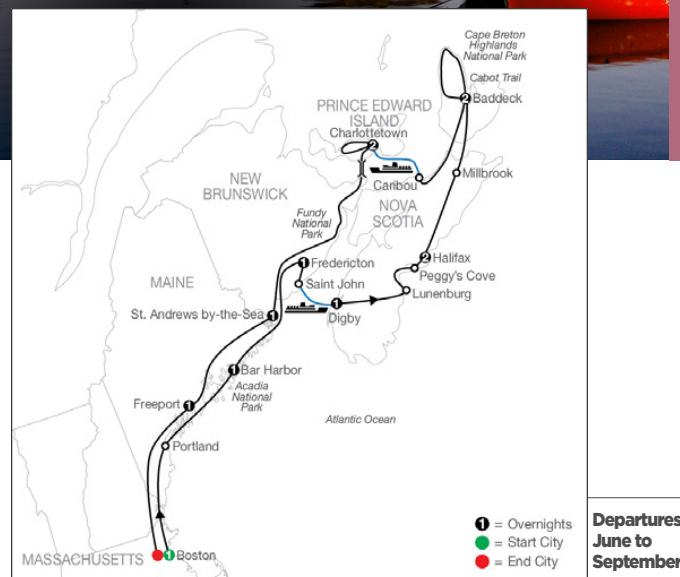 Cape Breton
Highlands
National Park
Cabot Trail
2 Baddeck
PRINCE EDWARD
ISLAND
Charlottetown
2
Caribou
Millbrook
NEW
BRUNSWICK
NOVA
SCOTIA
Fundy
National
Park
2 Halifax
1 Fredericton
Peggy's Cove
MAINE
Saint John
Lunenburg
St. Andrews by-the-Sea 1
1
Digby
1 Bar Harbor
Acadia
National
Park
Freeport 1
Atlantic Ocean
Portland
MASSACHUSETTS
1 Boston
1 = Overnights
= Start City
= End City
Departures
June to
September